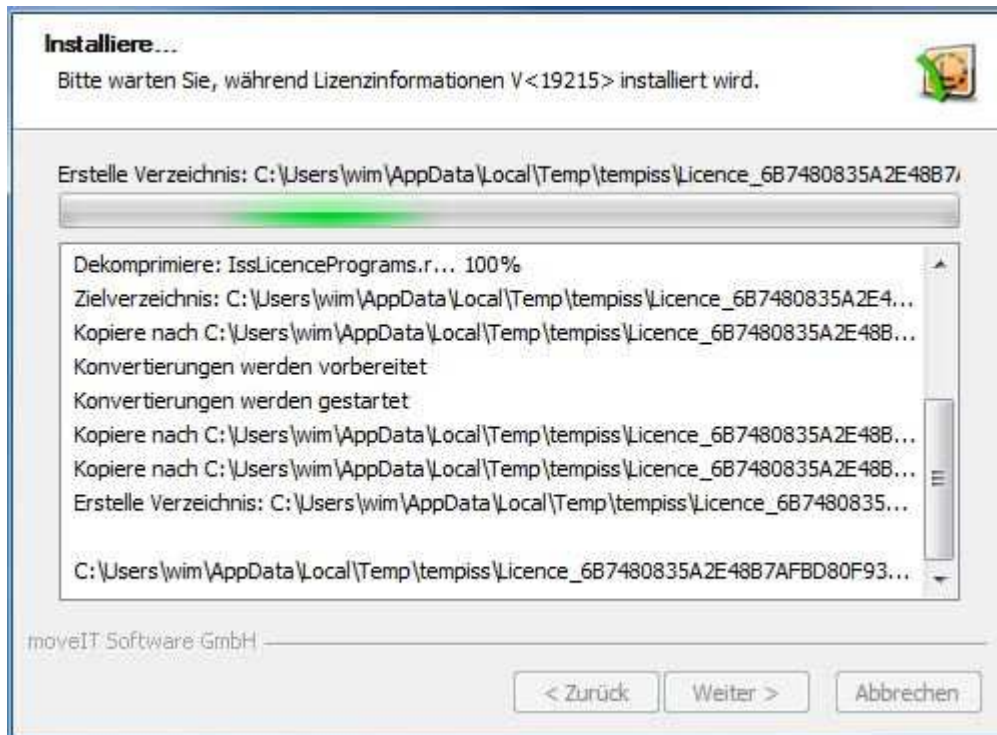 Installiere...
Bitte warten Sie, während Lizenzinformationen V<19215> installiert wird.
Erstelle Verzeichnis: C:\Users\wim\AppData\Local\Temp\tempiss\Licence_6B7480835A2E48B7
Dekomprimiere: IssLicencePrograms.r... 100%
Zielverzeichnis: C:\Users\wim\AppData\Local\Temp\tempiss\Licence_6B7480835A2E4...
Kopiere nach C:\Users\wim\AppData\Local\Temp\tempiss\Licence_6B7480835A2E48B...
Konvertierungen werden vorbereitet
Konvertierungen werden gestartet
Kopiere nach C:\Users\wim\AppData\Local\Temp\tempiss\Licence_6B7480835A2E48B...
Kopiere nach C:\Users\wim\AppData\Local\Temp\tempiss\Licence_6B7480835A2E48B...
Erstelle Verzeichnis: C:\Users\wim\AppData\Local\Temp\tempiss\Licence_6B7480835...
C:\Users\wim\AppData\Local\Temp\tempiss\Licence_6B7480835A2E48B7AFBD80F93...
moveIT Software GmbH
< Zurück Weiter > Abbrechen